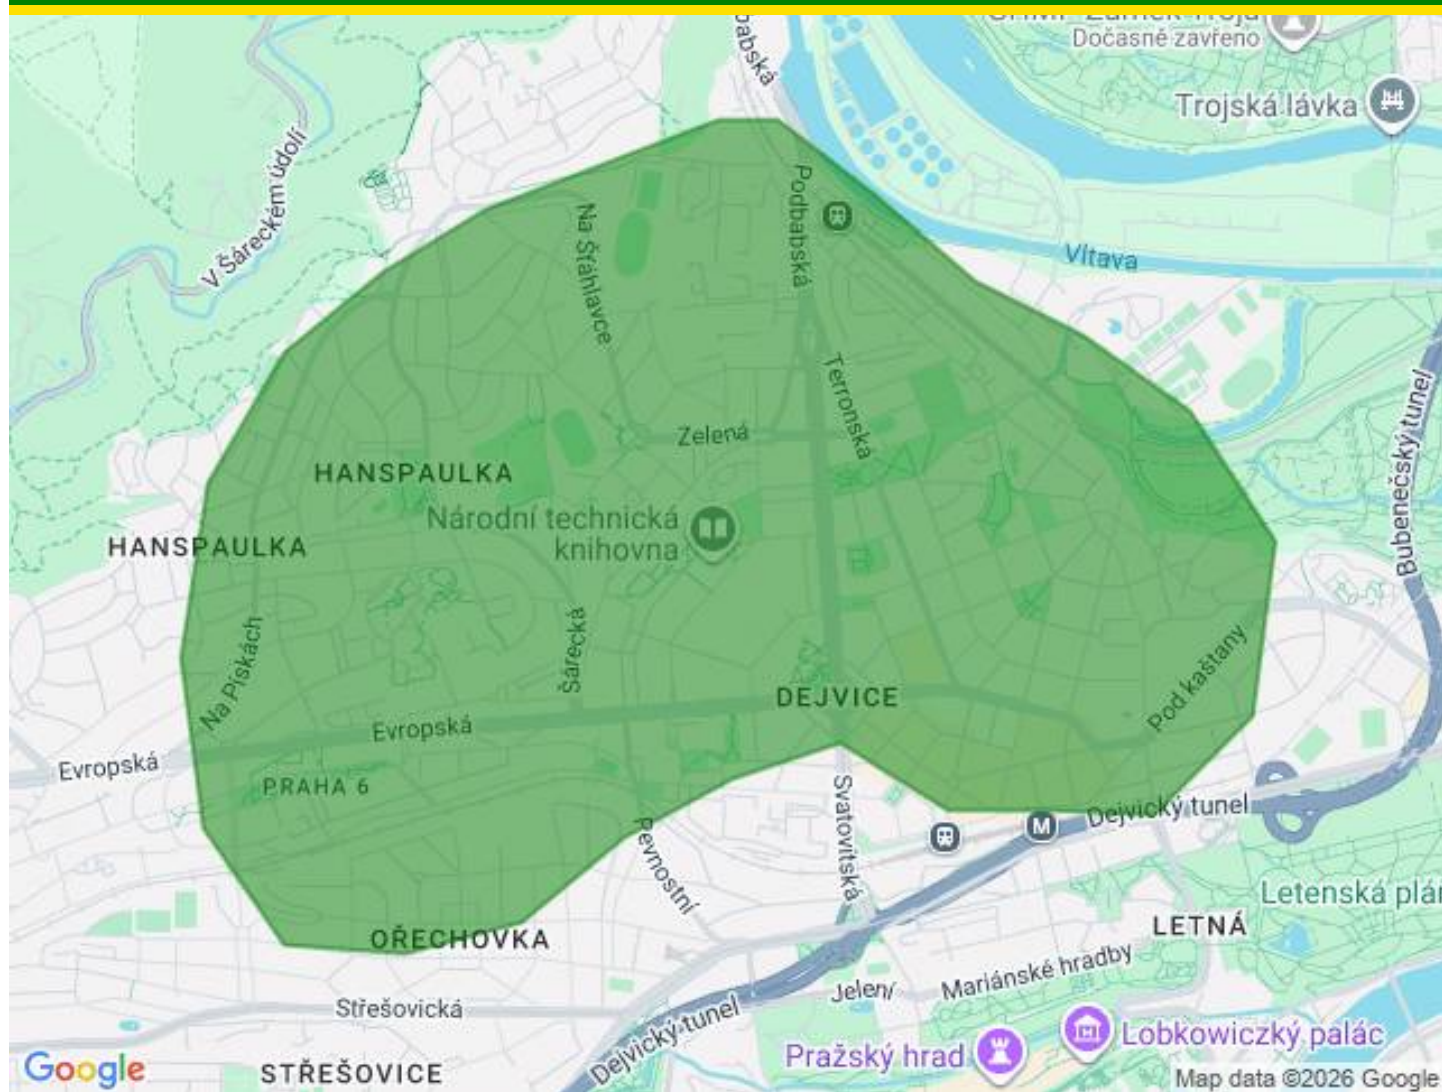 Dočasně zavřeno
Trojská lávka
Podbabská
Na Šťáhlavce
V Šáreckém údolí
Vltava
Terronská
Zelená
HANSPAULKA
Národní technická
knihovna
HANSPAULKA
Bubenečský tunel
Šárecká
Na Pískách
Pod kaštany
DEJVICE
Evropská
Evropská
PRAHA 6
Svatovítská
Dejvický tunel
M
Pevnostní
Letenská plá
OŘECHOVKA
LETNÁ
Mariánské hradby
Jelení
Střešovická
Dejvický tunel
Lobkowiczký palác
Pražský hrad
Google
STŘEŠOVICE
Map data ©2026 Google